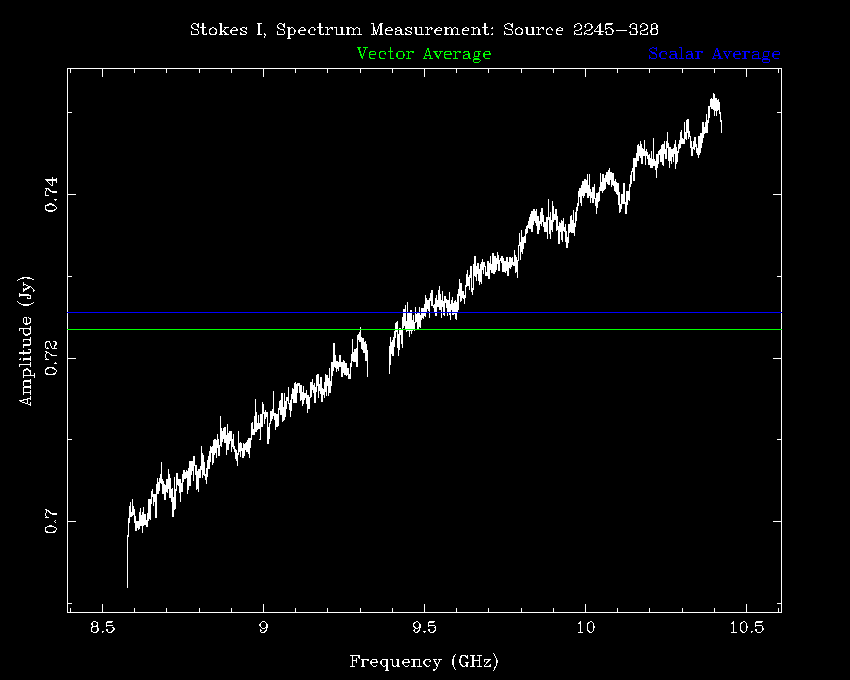 Stokes I, Spectrum Measurement: Source 2245−328
Vector Average Scalar Average
0.74
0.72
0.7
Amplitude (Jy)
8.5 9 9.5 10 10.5
Frequency (GHz)